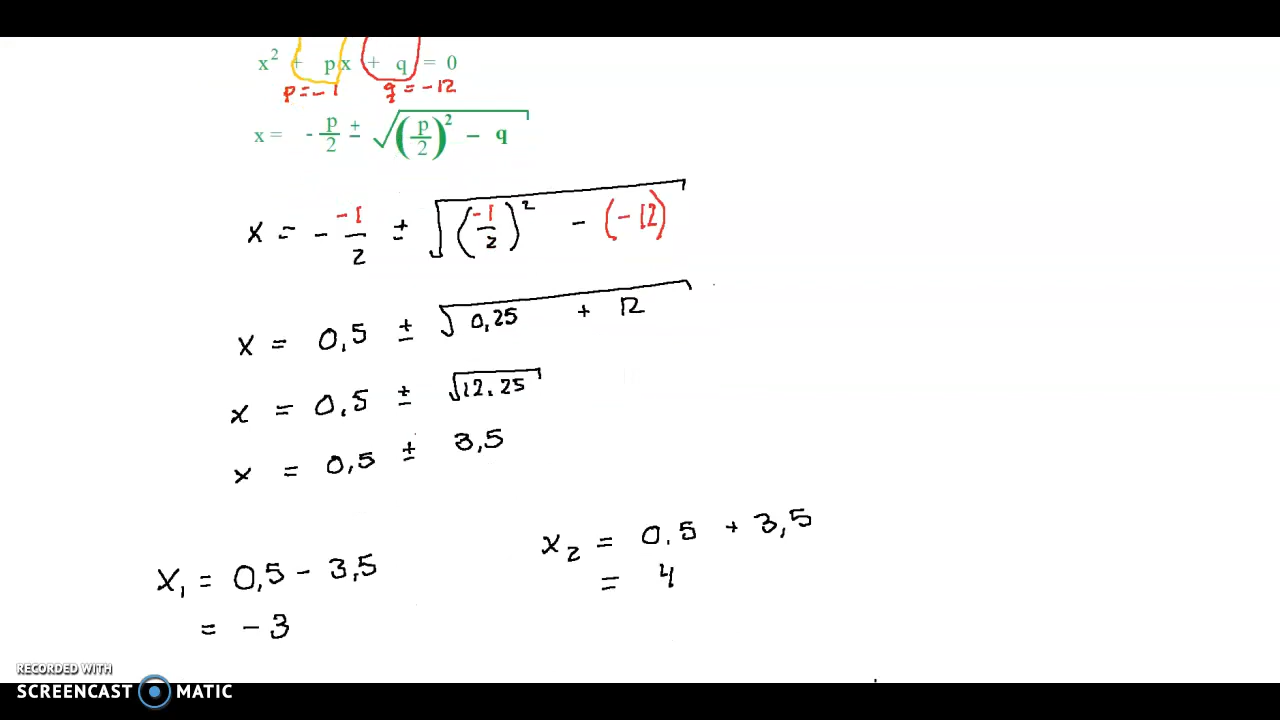 x² + px + q = 0
p = -1 q = -12
x = - p/2 ± √((p/2)² - q)
x = - -1/2 ± √((-1/2)² - (-12))
x = 0,5 ± √(0,25 + 12)
x = 0,5 ± √12.25
x = 0,5 ± 3,5
x₂ = 0,5 + 3,5
= 4
x₁ = 0,5 - 3,5
= -3
RECORDED WITH
SCREENCAST MATIC